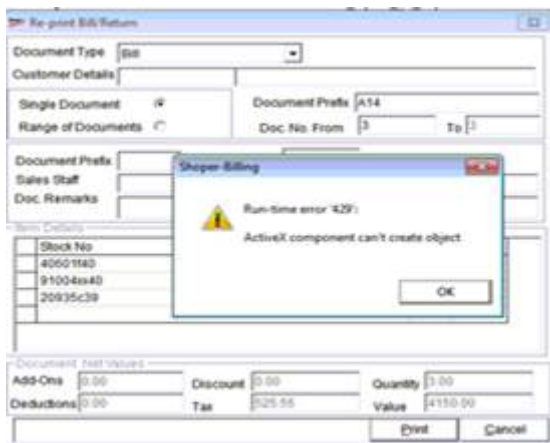 Re-print Bill/Return
Document Type Bill
Customer Details
Single Document Document Prefix A14
Range of Documents Doc. No. From 3 To 3
Document Prefix
Sales Staff
Doc. Remarks
Shoper-Billing
Run-time error '429':
ActiveX component can't create object
OK
Item Details
Stock No
40601f40
91004xx40
20935c39
Document Net Values
Add-Ons 0.00 Discount 0.00 Quantity 3.00
Deductions 0.00 Tax 525.55 Value 4150.00
Print Cancel